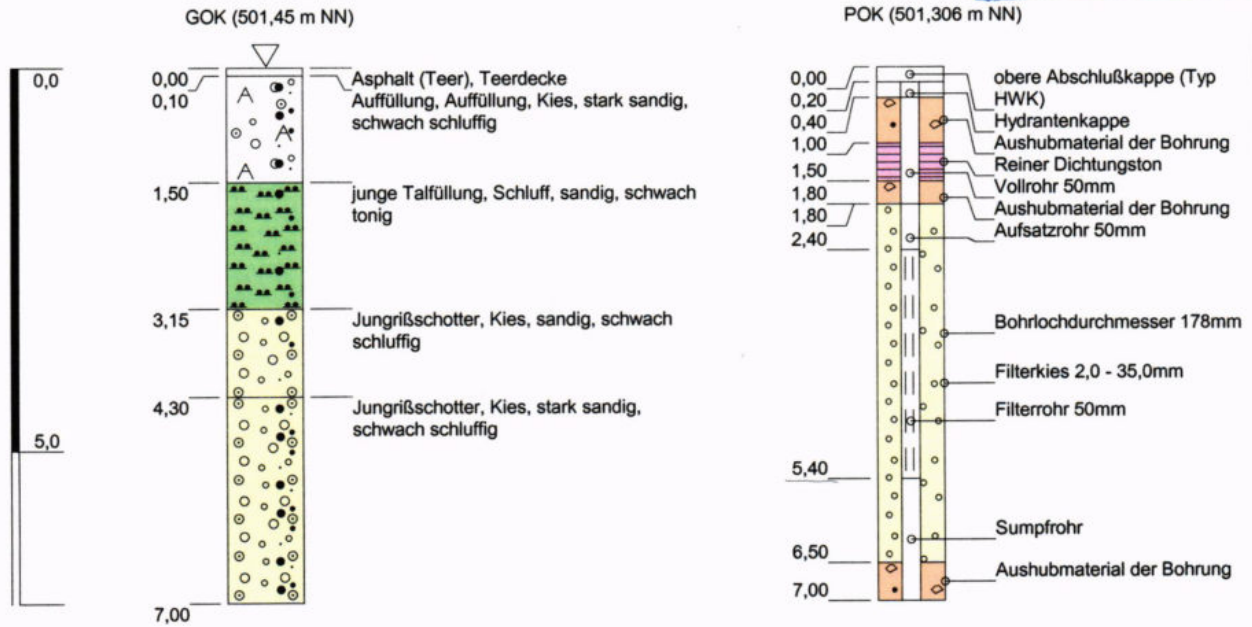 GOK (501,45 m NN)
0,0
5,0
0,00
0,10
1,50
3,15
4,30
7,00
Asphalt (Teer), Teerdecke
Auffüllung, Auffüllung, Kies, stark sandig,
schwach schluffig
junge Talfüllung, Schluff, sandig, schwach
tonig
Jungrißschotter, Kies, sandig, schwach
schluffig
Jungrißschotter, Kies, stark sandig,
schwach schluffig
POK (501,306 m NN)
0,00
0,20
0,40
1,00
1,50
1,80
1,80
2,40
5,40
6,50
7,00
obere Abschlußkappe (Typ
HWK)
Hydrantenkappe
Aushubmaterial der Bohrung
Reiner Dichtungston
Vollrohr 50mm
Aushubmaterial der Bohrung
Aufsatzrohr 50mm
Bohrlochdurchmesser 178mm
Filterkies 2,0 - 35,0mm
Filterrohr 50mm
Sumpfrohr
Aushubmaterial der Bohrung